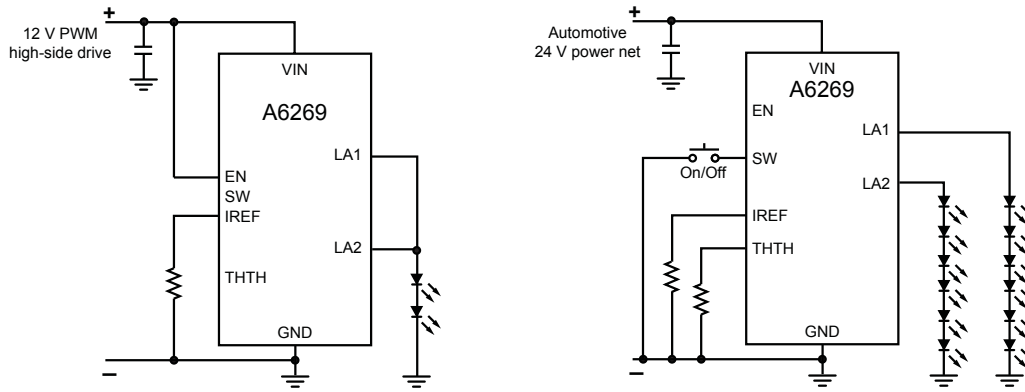 +
12 V PWM
high-side drive
VIN
A6269
LA1
EN
SW
IREF
LA2
THTH
GND
−
+
Automotive
24 V power net
VIN
A6269
EN
LA1
SW
On/Off
LA2
IREF
THTH
GND
−